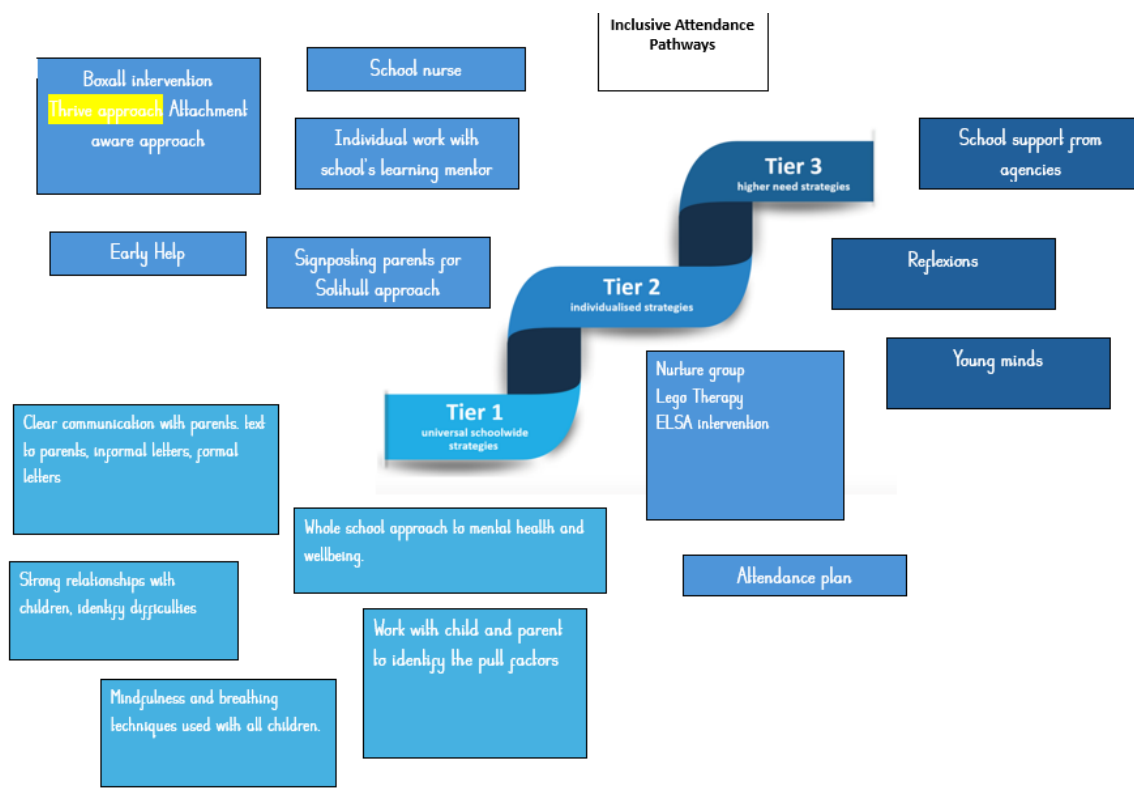 Inclusive Attendance
Pathways
Boxall intervention
Thrive approach Attachment
aware approach
School nurse
Individual work with
school's learning mentor
Early Help
Signposting parents for
Solihull approach
Tier 3
higher need strategies
School support from
agencies
Reflexions
Young minds
Tier 2
individualised strategies
Nurture group
Lego Therapy
ELSA intervention
Attendance plan
Tier 1
universal schoolwide
strategies
Clear communication with parents. text
to parents, informal letters, formal
letters
Whole school approach to mental health and
wellbeing.
Strong relationships with
children, identify difficulties
Work with child and parent
to identify the pull factors
Mindfulness and breathing
techniques used with all children.